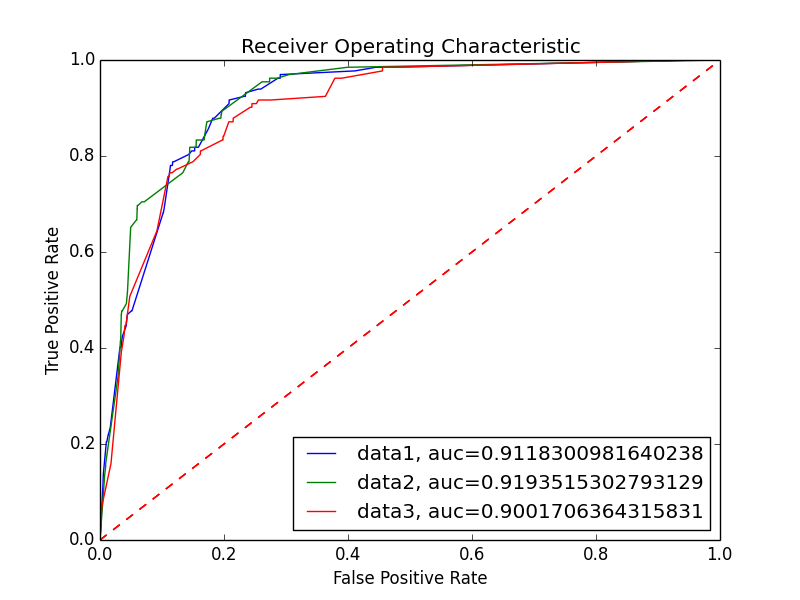 Receiver Operating Characteristic
1.0
0.8
0.6
0.4
0.2
0.0
True Positive Rate
data1, auc=0.9118300981640238
data2, auc=0.9193515302793129
data3, auc=0.9001706364315831
0.0 0.2 0.4 0.6 0.8 1.0
False Positive Rate